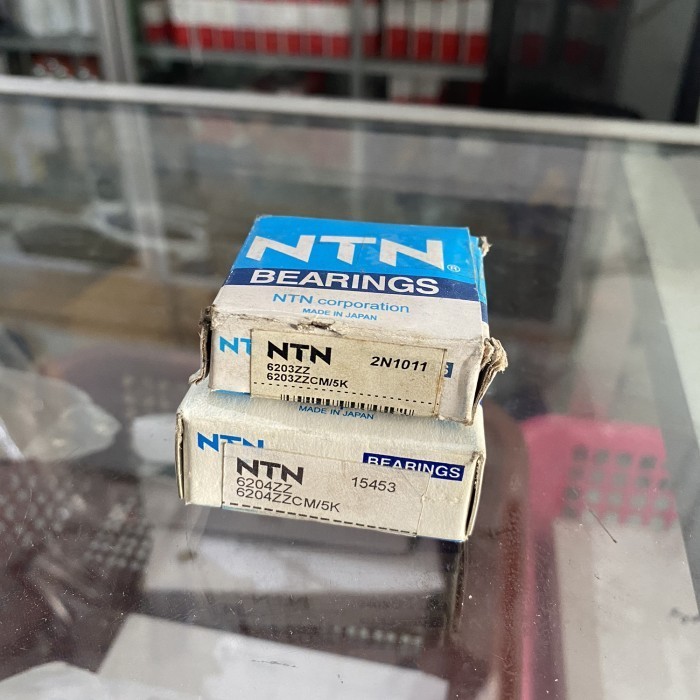 NTN®
BEARINGS
NTN corporation
MADE IN JAPAN
NT
NTN 2N1011
6203ZZ
6203ZZCM/5K
MADE IN JAPAN
NTN
BEARINGS
NTN
6204ZZ 15453
6204ZZCM/5K